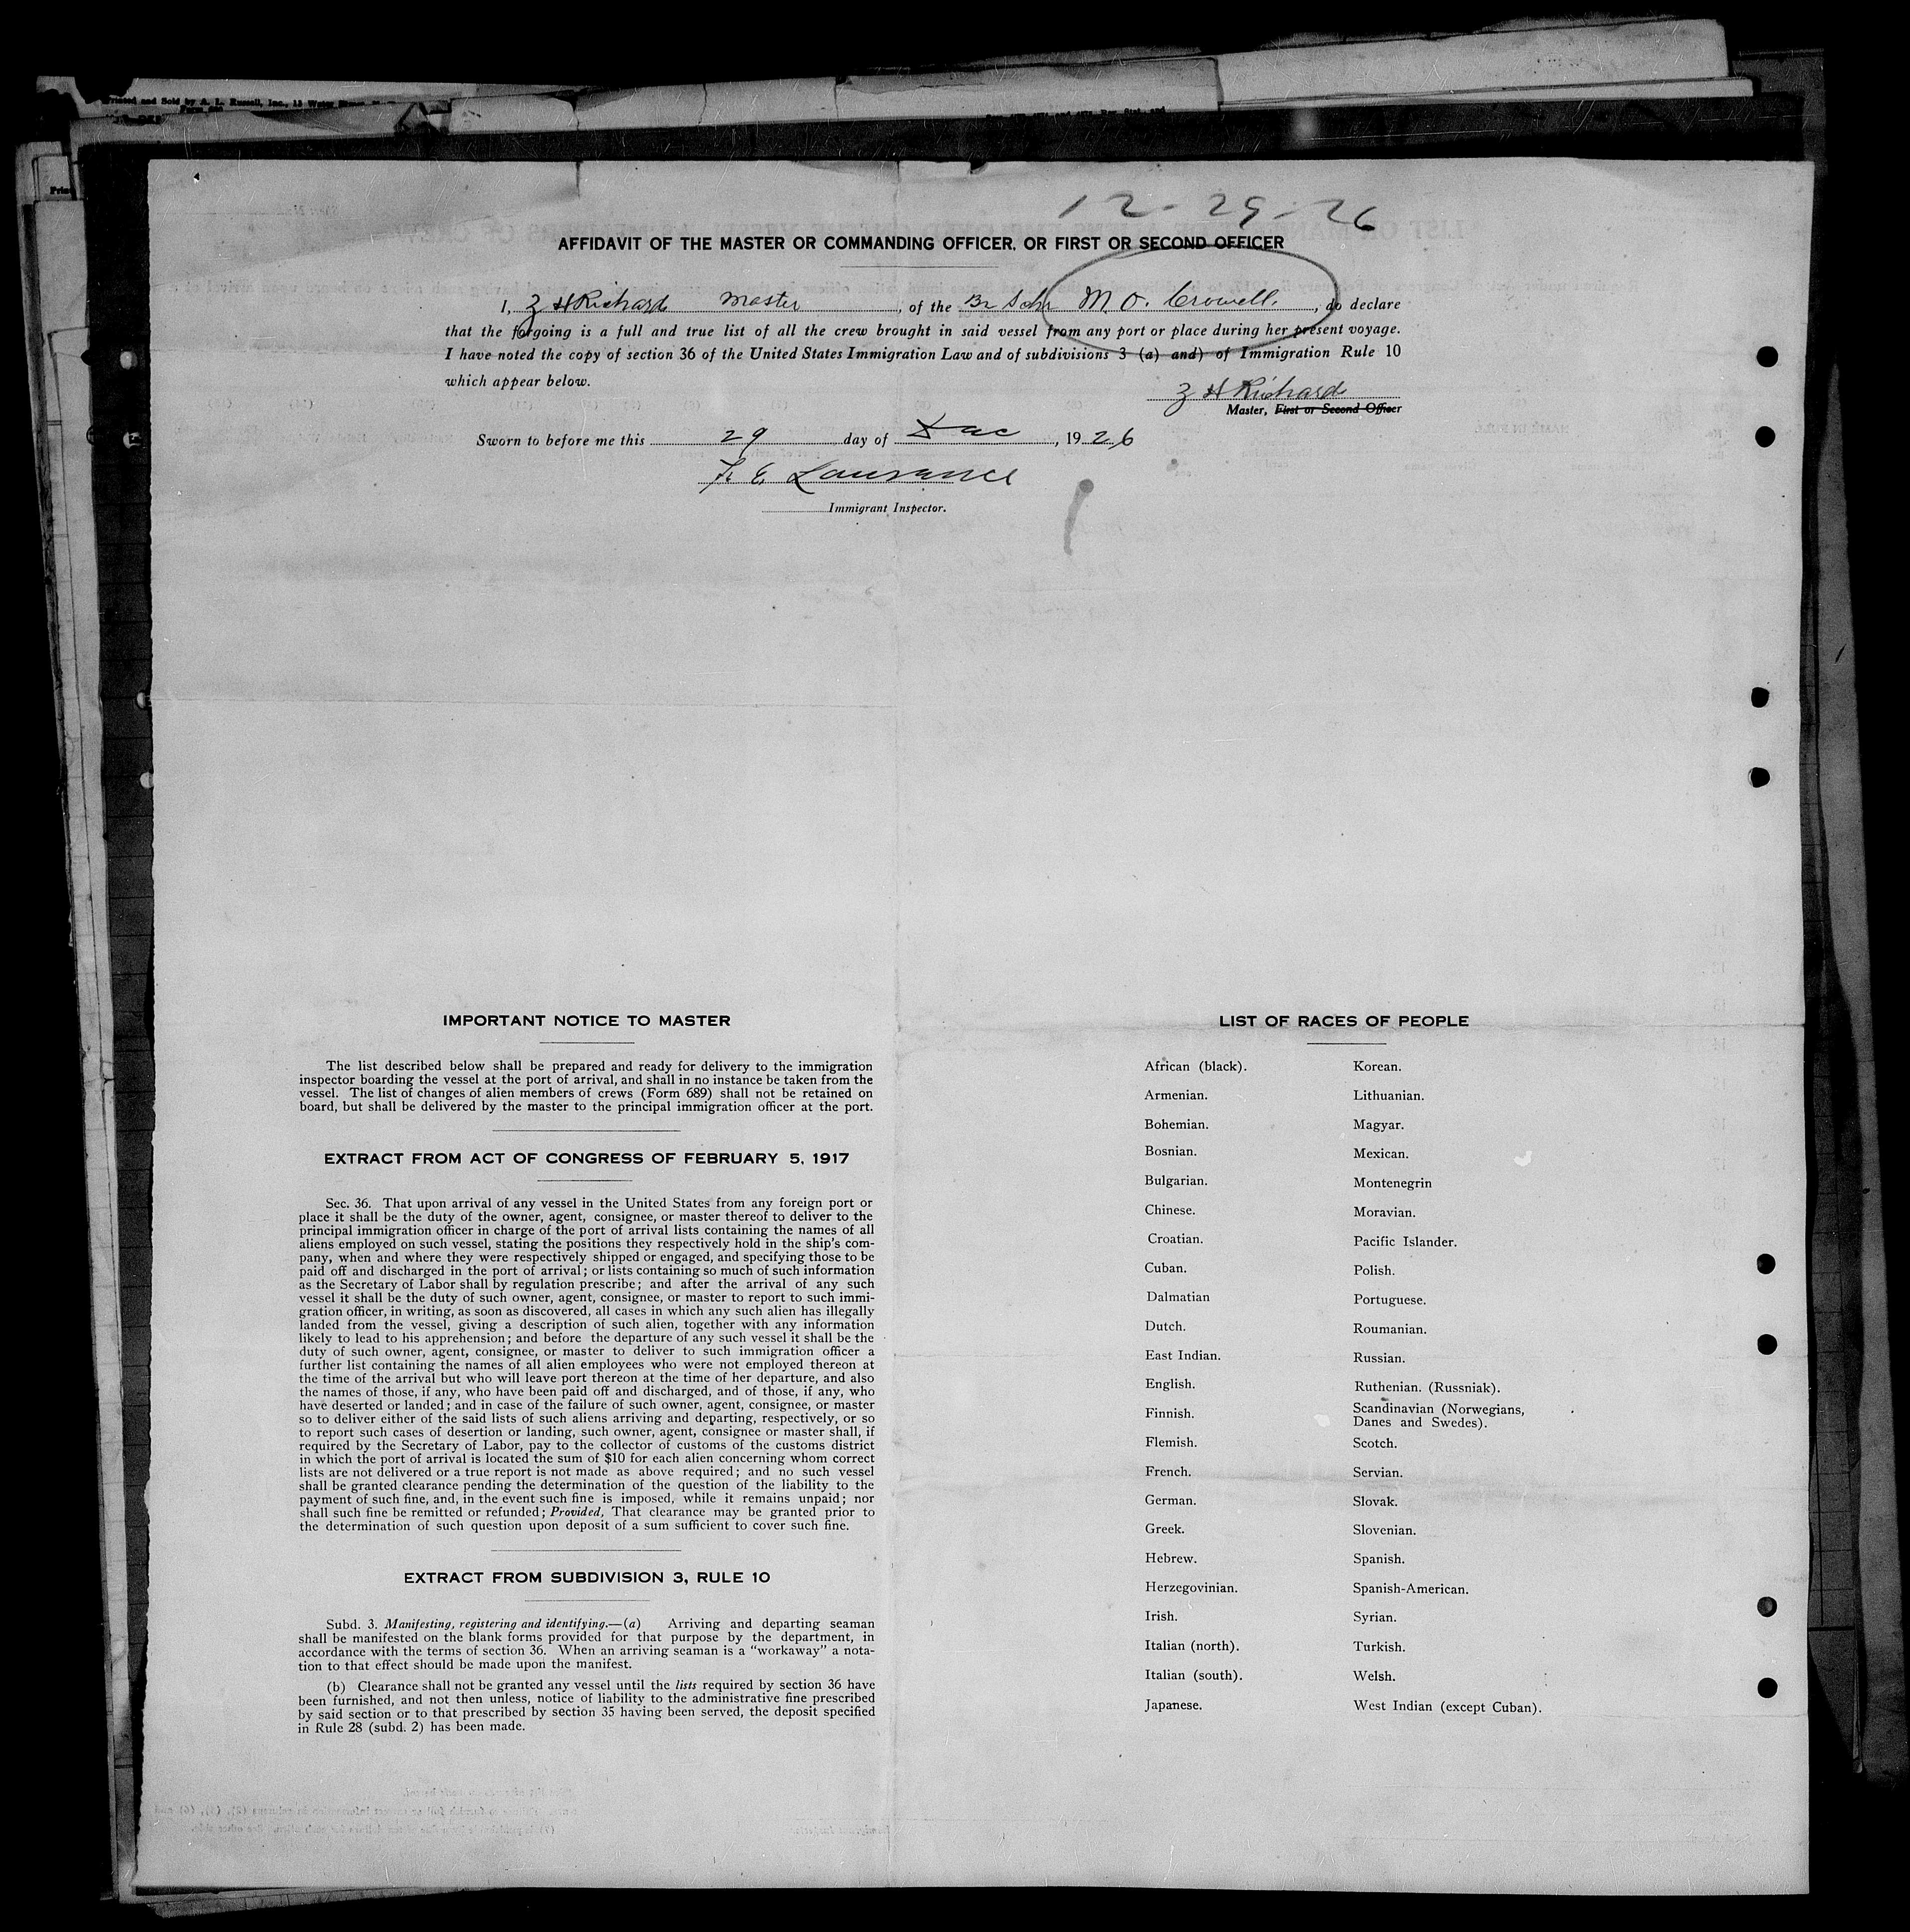 Printed and Sold by A. L. Russell, Inc., 15 Water
12-29-26
AFFIDAVIT OF THE MASTER OR COMMANDING OFFICER, OR FIRST OR SECOND OFFICER
I, Z H Richard Master, of the Br Schr M. O. Crowell, do declare
that the forgoing is a full and true list of all the crew brought in said vessel from any port or place during her present voyage.
I have noted the copy of section 36 of the United States Immigration Law and of subdivisions 3 (a) and) of Immigration Rule 10
which appear below.
Z H Richard
Master, First or Second Officer
Sworn to before me this 29 day of Dec, 1926
F. E. Lawrance
Immigrant Inspector.
IMPORTANT NOTICE TO MASTER
The list described below shall be prepared and ready for delivery to the immigration
inspector boarding the vessel at the port of arrival, and shall in no instance be taken from the
vessel. The list of changes of alien members of crews (Form 689) shall not be retained on
board, but shall be delivered by the master to the principal immigration officer at the port.
EXTRACT FROM ACT OF CONGRESS OF FEBRUARY 5, 1917
Sec. 36. That upon arrival of any vessel in the United States from any foreign port or
place it shall be the duty of the owner, agent, consignee, or master thereof to deliver to the
principal immigration officer in charge of the port of arrival lists containing the names of all
aliens employed on such vessel, stating the positions they respectively hold in the ship's com-
pany, when and where they were respectively shipped or engaged, and specifying those to be
paid off and discharged in the port of arrival; or lists containing so much of such information
as the Secretary of Labor shall by regulation prescribe; and after the arrival of any such
vessel it shall be the duty of such owner, agent, consignee, or master to report to such immi-
gration officer, in writing, as soon as discovered, all cases in which any such alien has illegally
landed from the vessel, giving a description of such alien, together with any information
likely to lead to his apprehension; and before the departure of any such vessel it shall be the
duty of such owner, agent, consignee, or master to deliver to such immigration officer a
further list containing the names of all alien employees who were not employed thereon at
the time of the arrival but who will leave port thereon at the time of her departure, and also
the names of those, if any, who have been paid off and discharged, and of those, if any, who
have deserted or landed; and in case of the failure of such owner, agent, consignee, or master
so to deliver either of the said lists of such aliens arriving and departing, respectively, or so
to report such cases of desertion or landing, such owner, agent, consignee or master shall, if
required by the Secretary of Labor, pay to the collector of customs of the customs district
in which the port of arrival is located the sum of $10 for each alien concerning whom correct
lists are not delivered or a true report is not made as above required; and no such vessel
shall be granted clearance pending the determination of the question of the liability to the
payment of such fine, and, in the event such fine is imposed, while it remains unpaid; nor
shall such fine be remitted or refunded; Provided, That clearance may be granted prior to
the determination of such question upon deposit of a sum sufficient to cover such fine.
EXTRACT FROM SUBDIVISION 3, RULE 10
Subd. 3. Manifesting, registering and identifying.—(a) Arriving and departing seaman
shall be manifested on the blank forms provided for that purpose by the department, in
accordance with the terms of section 36. When an arriving seaman is a "workaway" a nota-
tion to that effect should be made upon the manifest.
(b) Clearance shall not be granted any vessel until the lists required by section 36 have
been furnished, and not then unless, notice of liability to the administrative fine prescribed
by said section or to that prescribed by section 35 having been served, the deposit specified
in Rule 28 (subd. 2) has been made.
LIST OF RACES OF PEOPLE
African (black).
Armenian.
Bohemian.
Bosnian.
Bulgarian.
Chinese.
Croatian.
Cuban.
Dalmatian
Dutch.
East Indian.
English.
Finnish.
Flemish.
French.
German.
Greek.
Hebrew.
Herzegovinian.
Irish.
Italian (north).
Italian (south).
Japanese.
Korean.
Lithuanian.
Magyar.
Mexican.
Montenegrin
Moravian.
Pacific Islander.
Polish.
Portuguese.
Roumanian.
Russian.
Ruthenian. (Russniak).
Scandinavian (Norwegians,
Danes and Swedes).
Scotch.
Servian.
Slovak.
Slovenian.
Spanish.
Spanish-American.
Syrian.
Turkish.
Welsh.
West Indian (except Cuban).